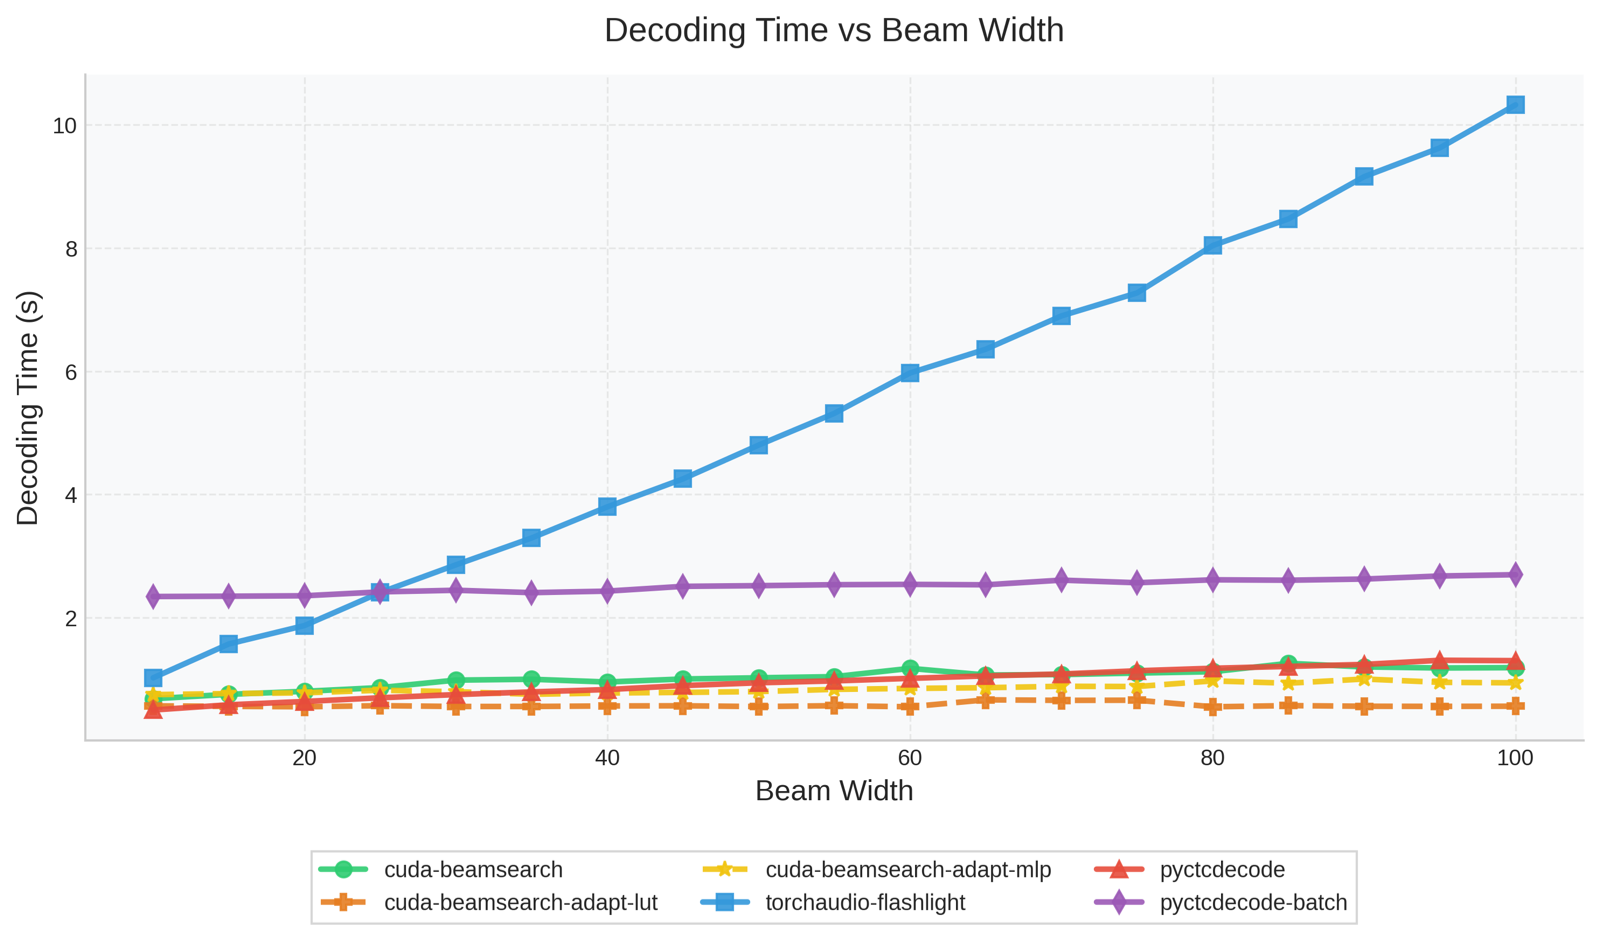 Decoding Time vs Beam Width
Decoding Time (s)
10
8
6
4
2
20 40 60 80 100
Beam Width
cuda-beamsearch cuda-beamsearch-adapt-mlp pyctcdecode
cuda-beamsearch-adapt-lut torchaudio-flashlight pyctcdecode-batch